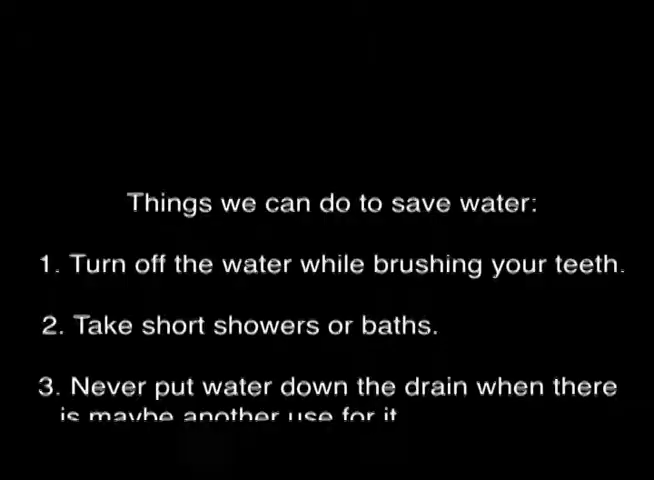 Things we can do to save water:
1. Turn off the water while brushing your teeth.
2. Take short showers or baths.
3. Never put water down the drain when there
is maybe another use for it